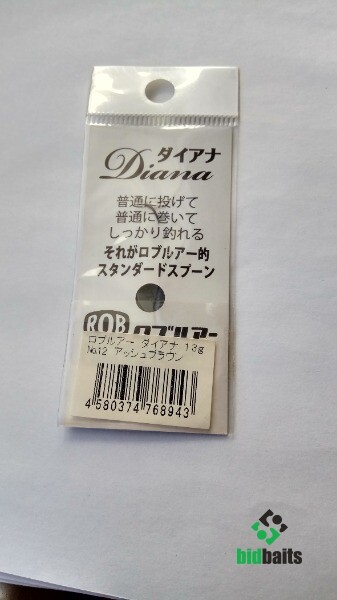 ダイアナ
Diana
普通に投げて
普通に巻いて
しっかり釣れる
それがロブルアー的
スタンダードスプーン
ROB ロブルアー
ロブルアー ダイアナ 1.3g
No.12 アッシュブラウン
4 580374 768943
bidbaits